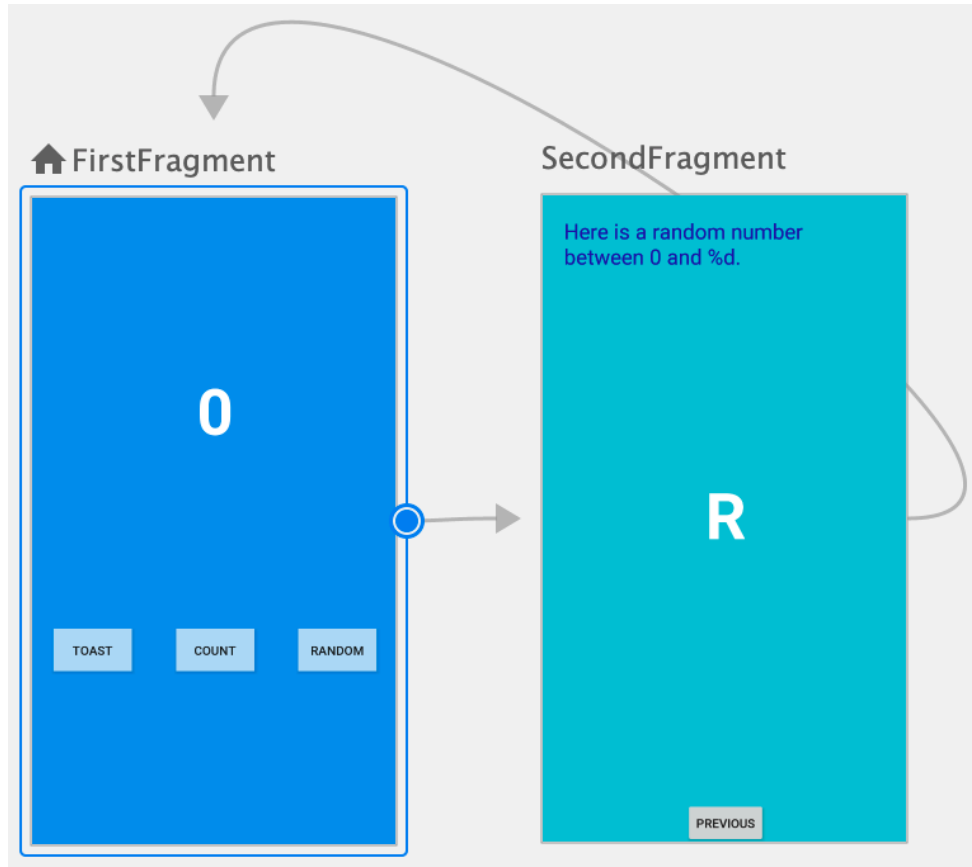 FirstFragment
0
TOAST
COUNT
RANDOM
SecondFragment
Here is a random number
between 0 and %d.
R
PREVIOUS